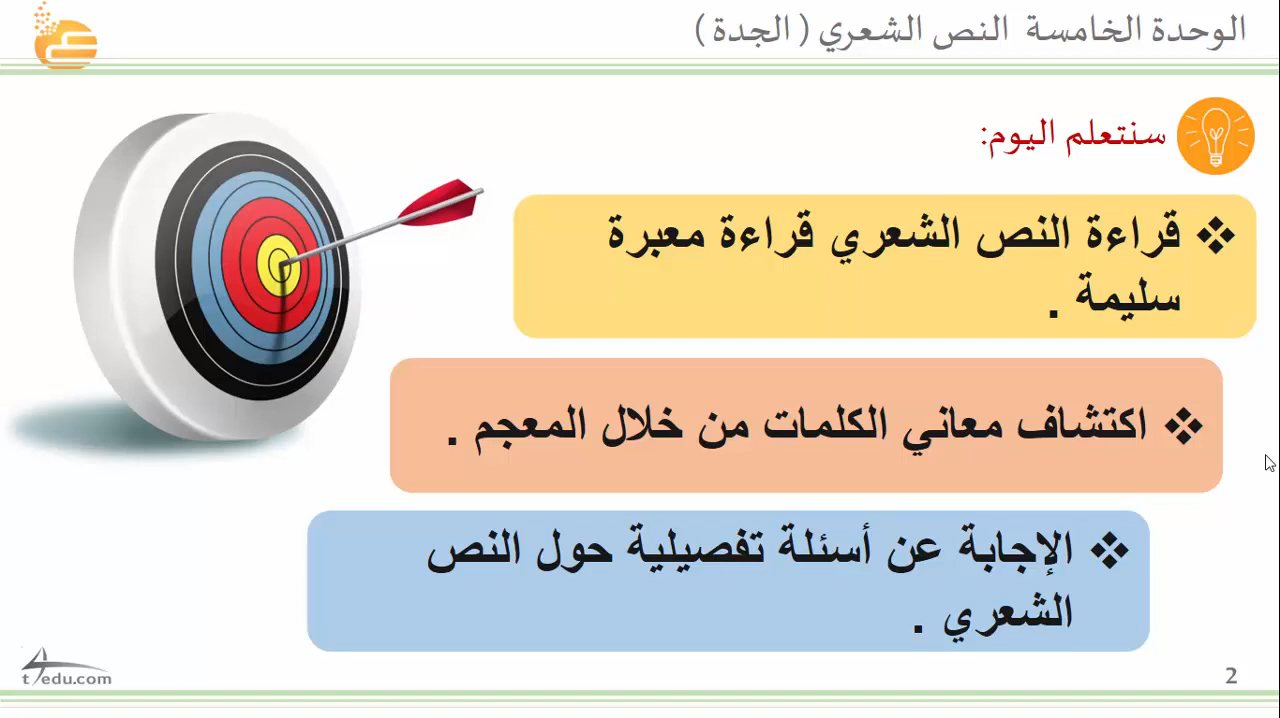 الوحدة الخامسة النص الشعري ( الجدة )
سنتعلم اليوم:
❖ قراءة النص الشعري قراءة معبرة
سليمة .
❖ اكتشاف معاني الكلمات من خلال المعجم .
❖ الإجابة عن أسئلة تفصيلية حول النص
الشعري .
t4edu.com
2